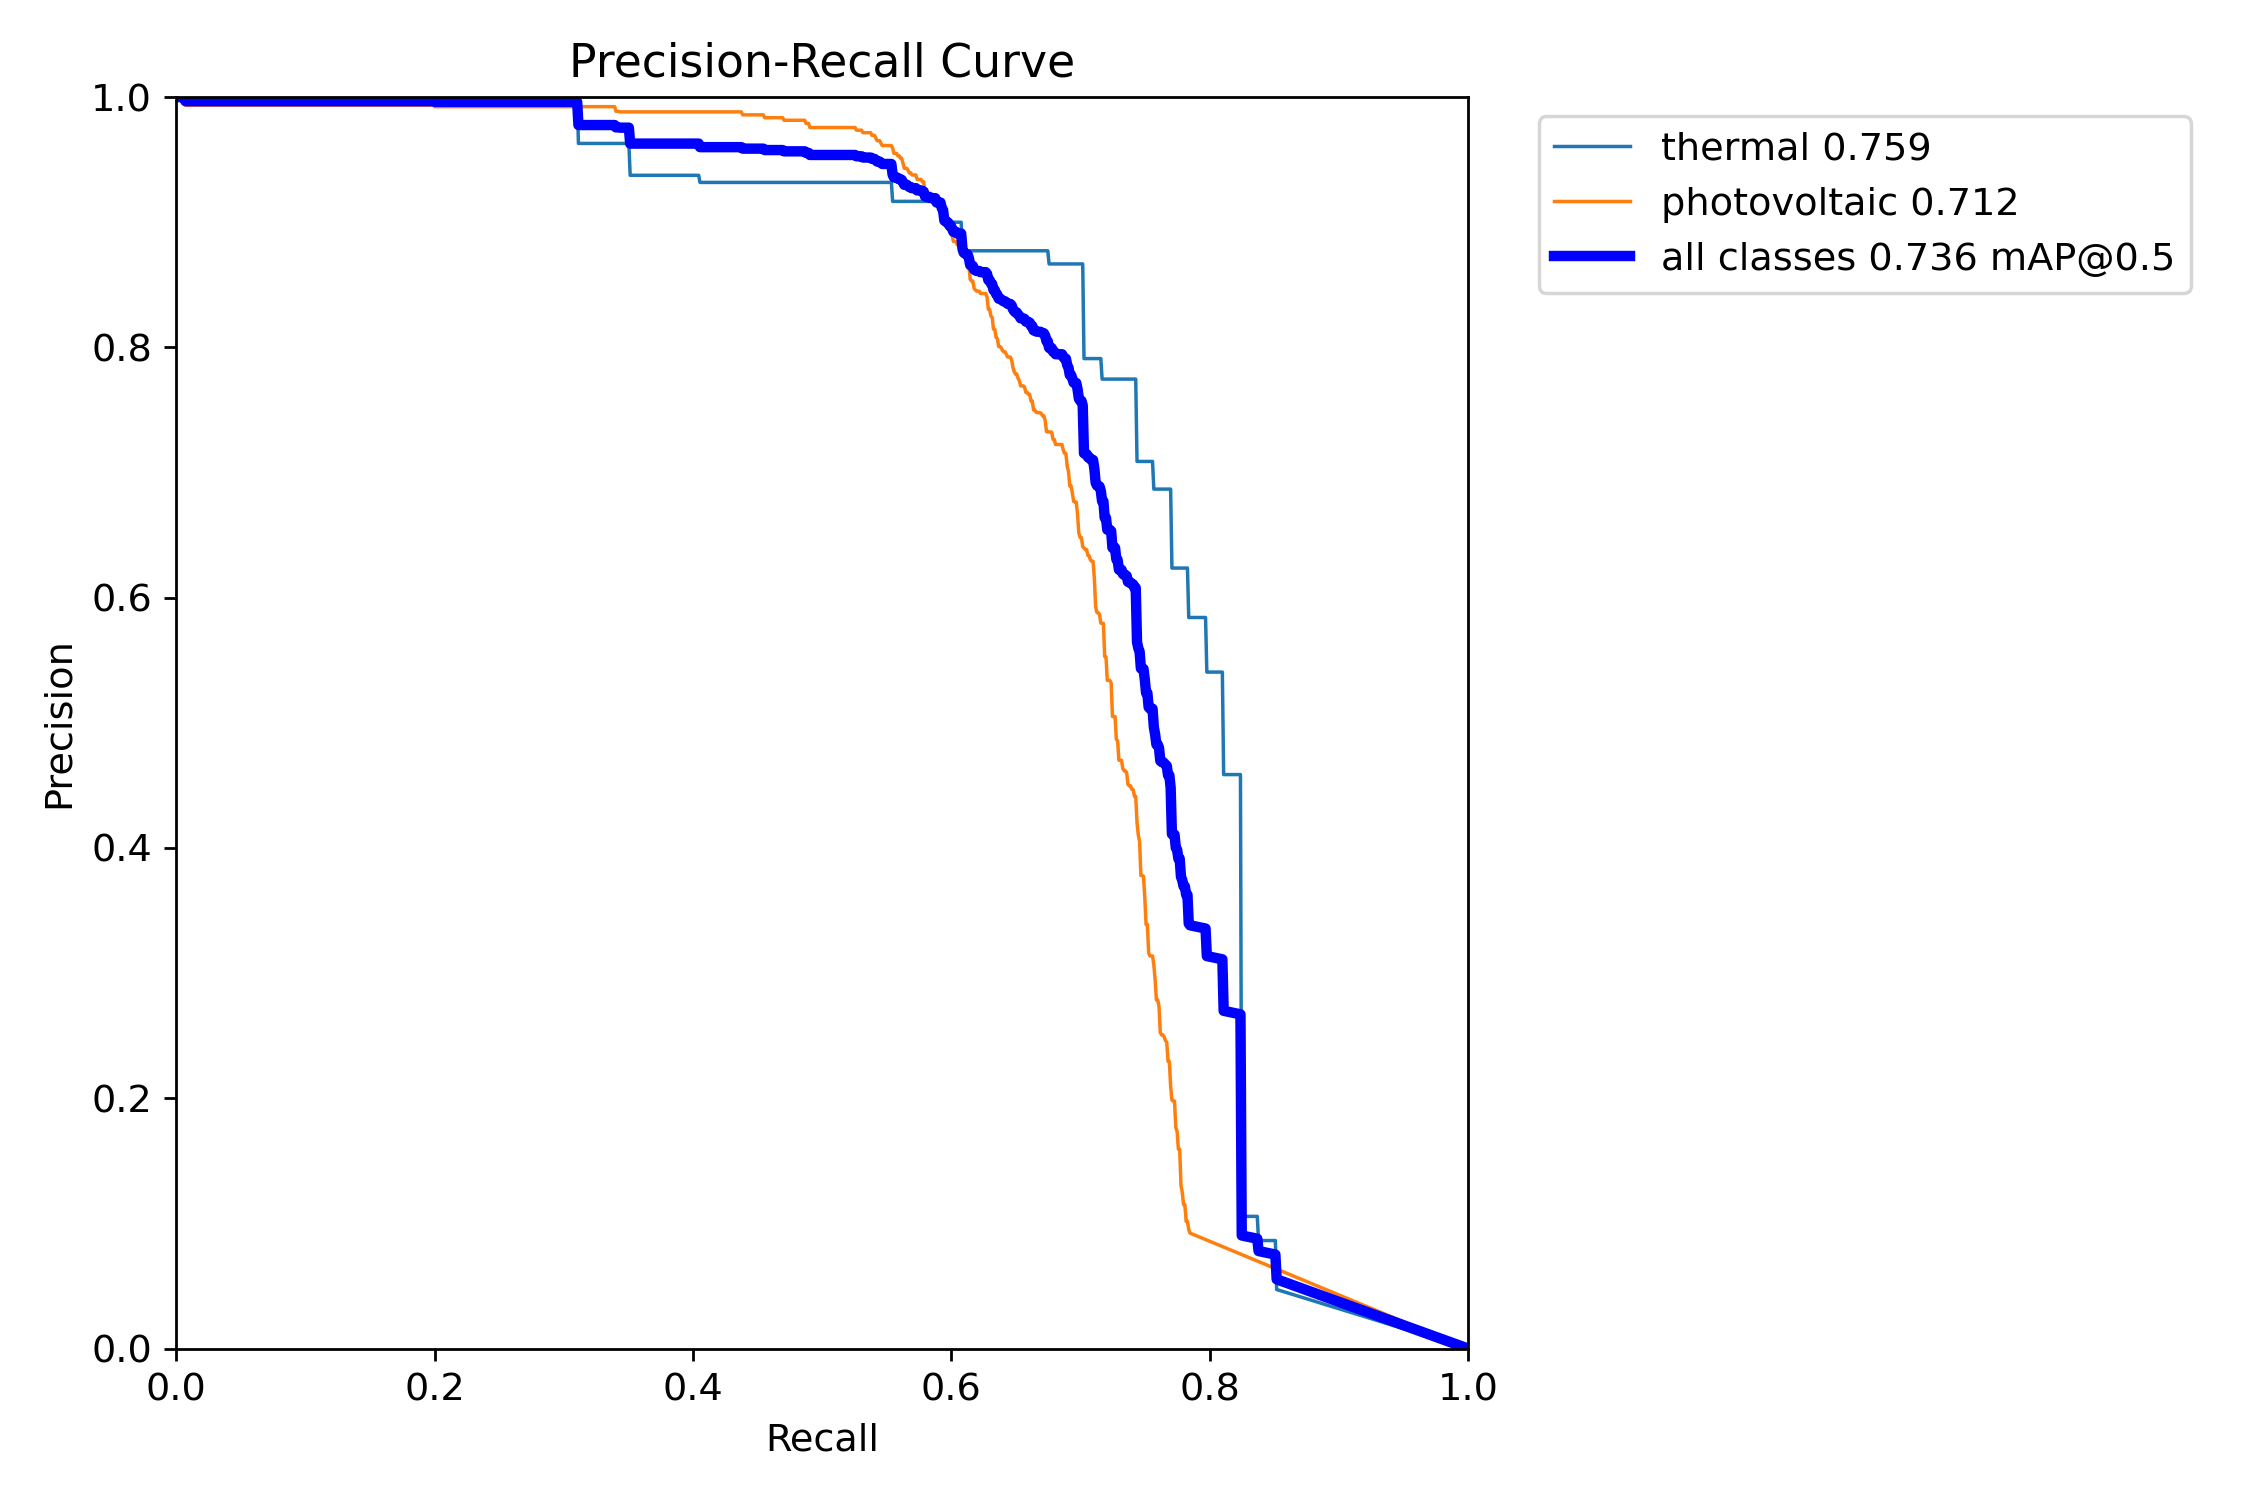 Precision-Recall Curve
1.0
0.8
0.6
0.4
0.2
0.0
Precision
0.0 0.2 0.4 0.6 0.8 1.0
Recall
thermal 0.759
photovoltaic 0.712
all classes 0.736 mAP@0.5